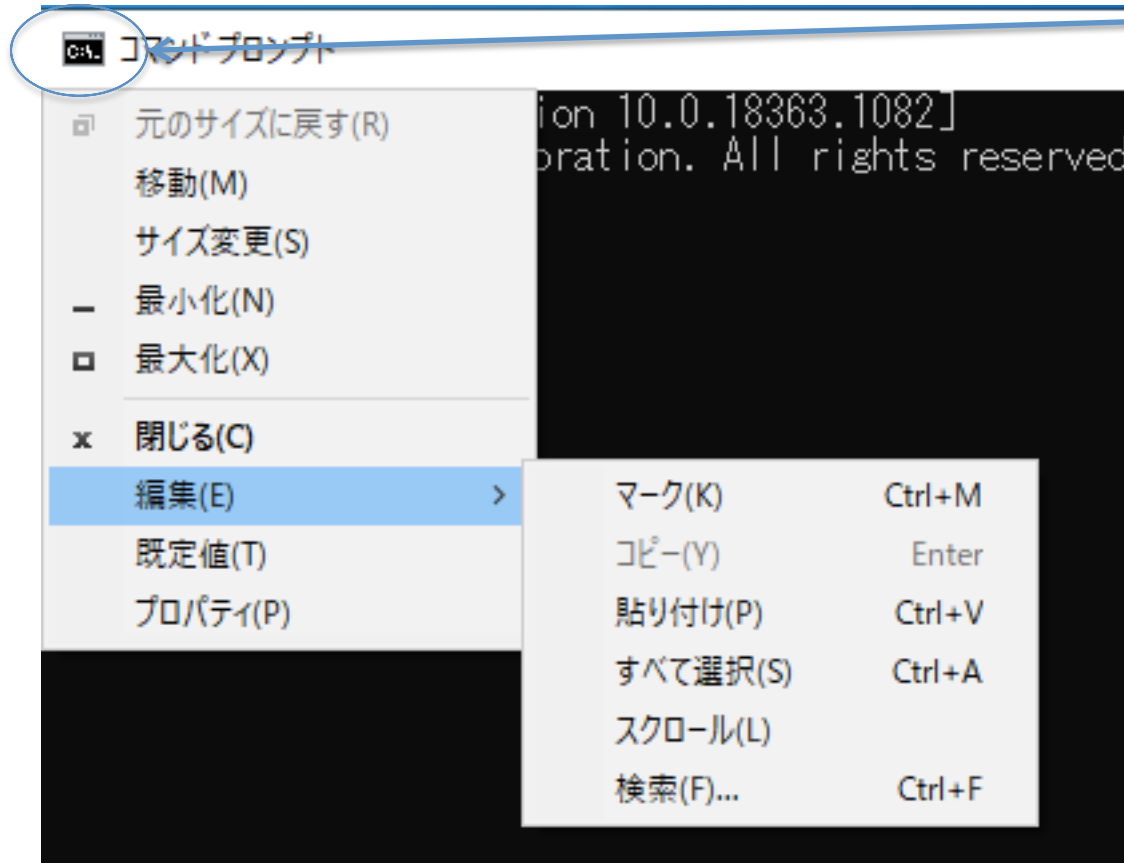 C:\_ コマンド プロンプト
元のサイズに戻す(R)
ion 10.0.18363.1082]
移動(M)
oration. All rights reserved
サイズ変更(S)
最小化(N)
最大化(X)
閉じる(C)
編集(E)
既定値(T)
プロパティ(P)
マーク(K) Ctrl+M
コピー(Y) Enter
貼り付け(P) Ctrl+V
すべて選択(S) Ctrl+A
スクロール(L)
検索(F)... Ctrl+F